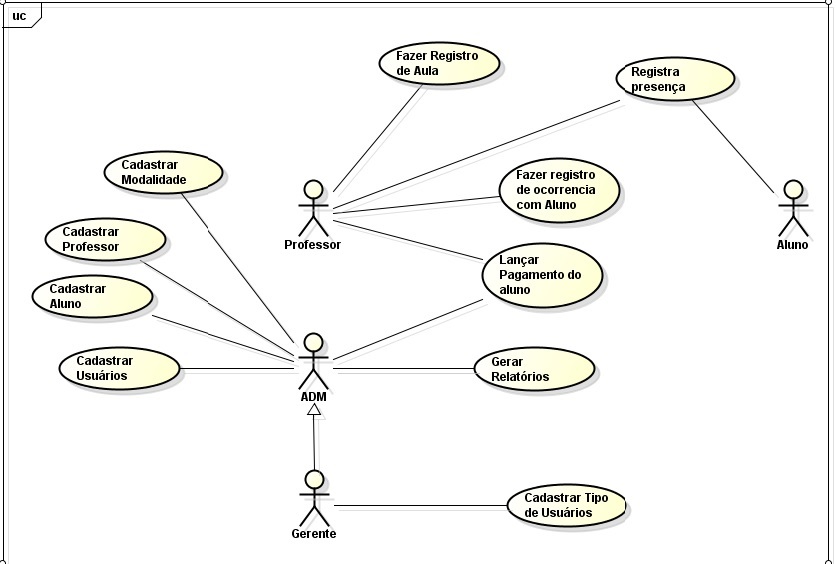 uc
Fazer Registro
de Aula
Registra
presença
Cadastrar
Modalidade
Fazer registro
de ocorrencia
com Aluno
Cadastrar
Professor
Professor
Aluno
Lançar
Pagamento do
aluno
Cadastrar
Aluno
Cadastrar
Usuários
Gerar
Relatórios
ADM
Cadastrar Tipo
de Usuários
Gerente